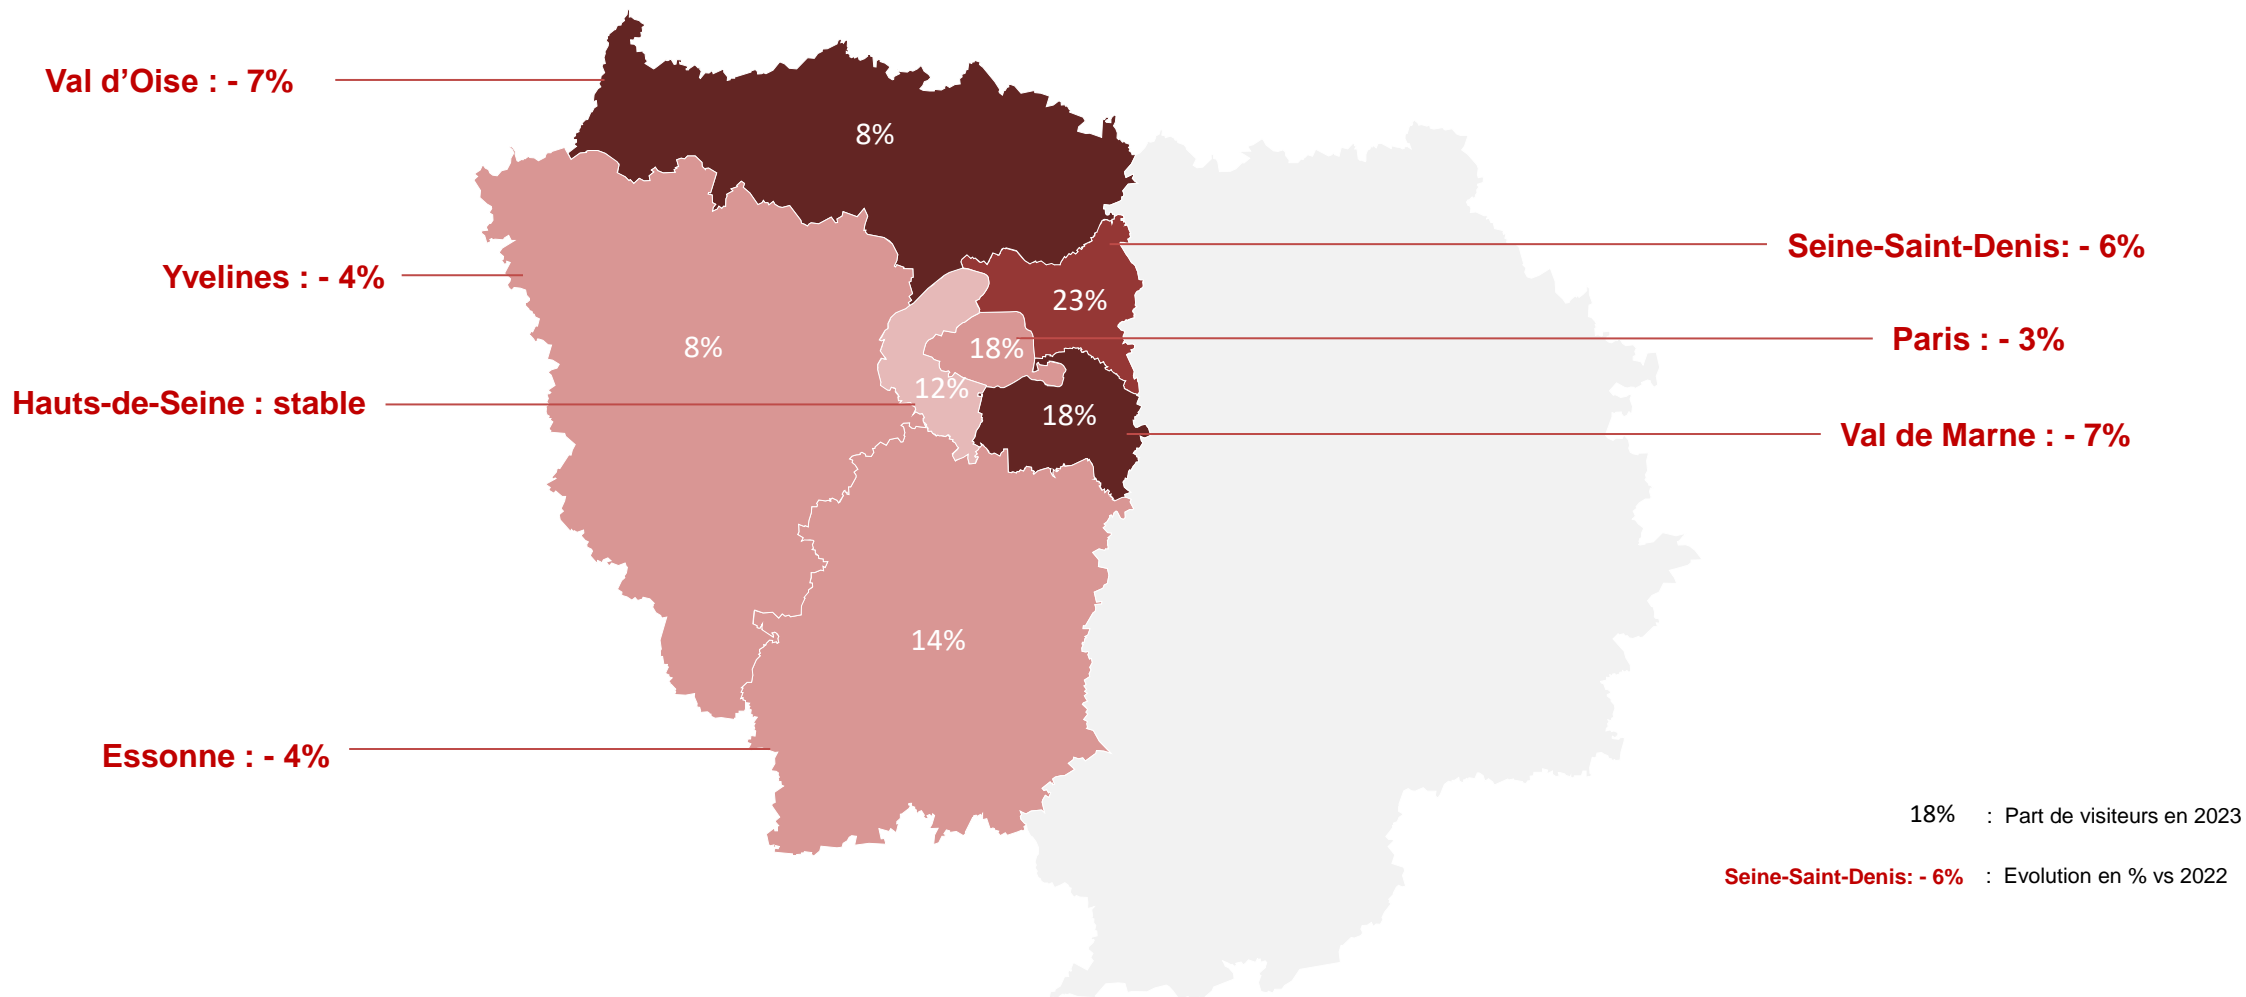 Val d’Oise : - 7%
8%
Yvelines : - 4%
Seine-Saint-Denis: - 6%
23%
8%
18%
Paris : - 3%
12%
Hauts-de-Seine : stable
18%
Val de Marne : - 7%
14%
Essonne : - 4%
18% : Part de visiteurs en 2023
Seine-Saint-Denis: - 6% : Evolution en % vs 2022